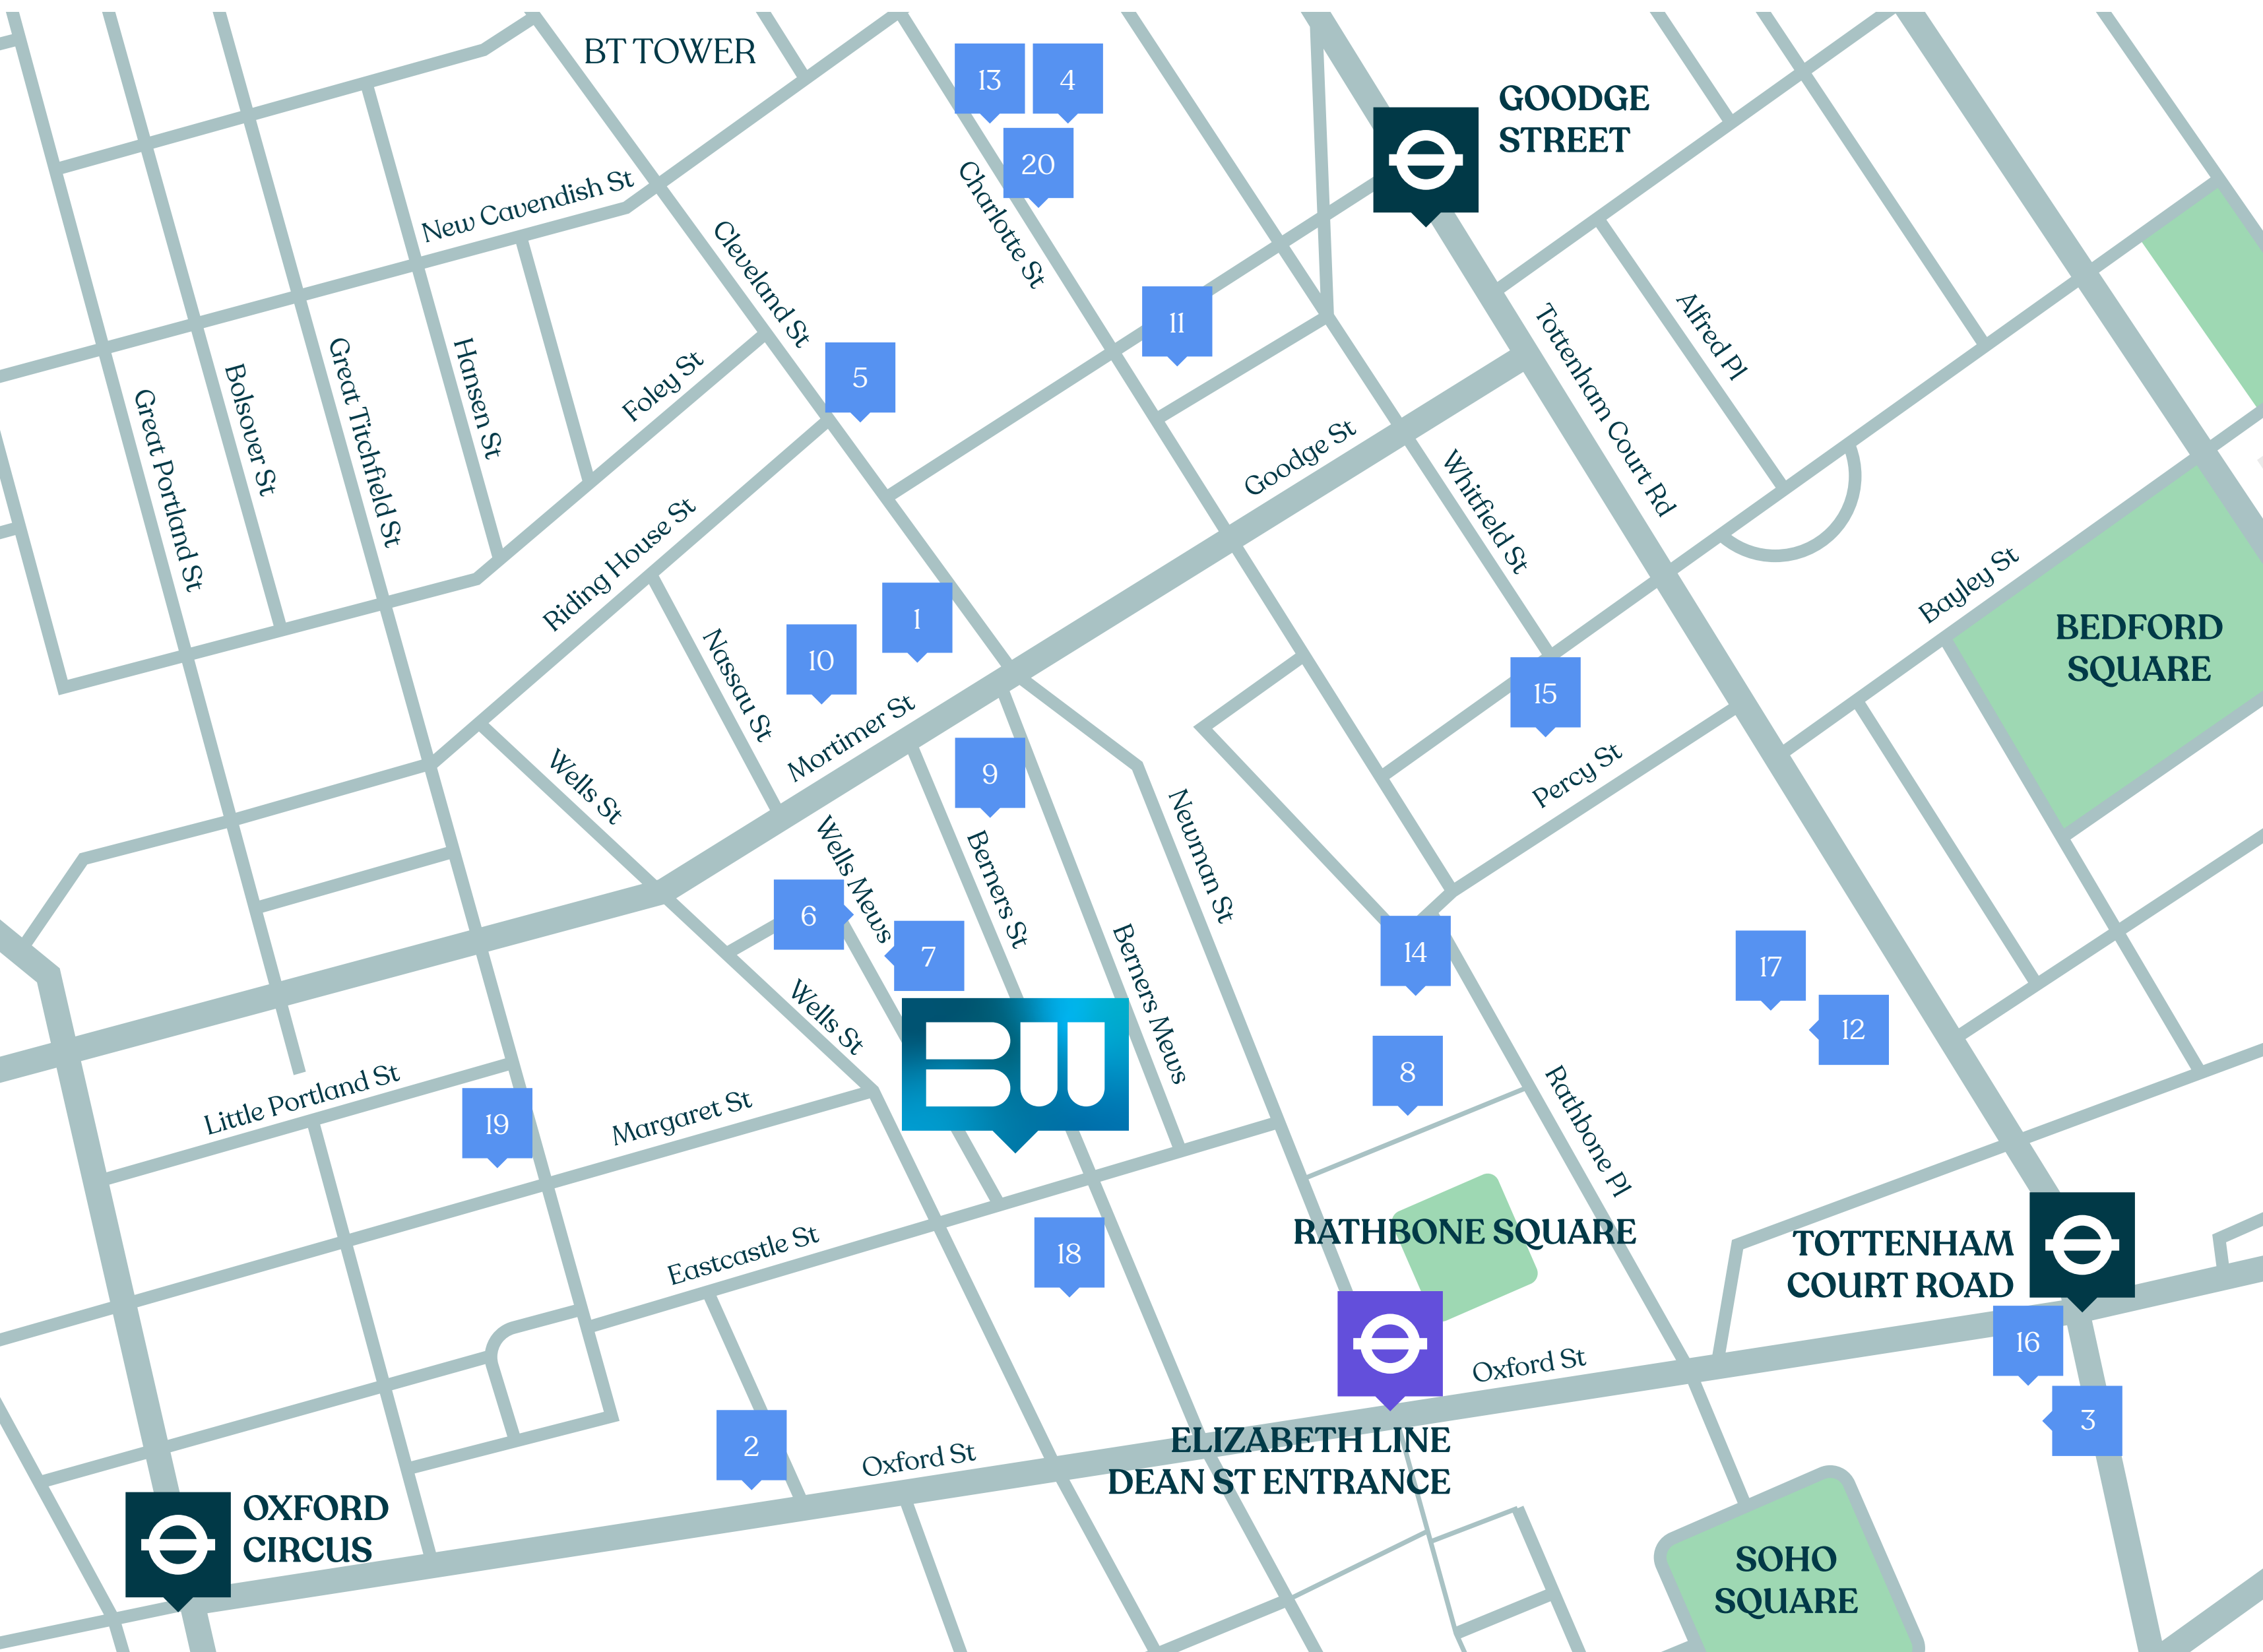 BT TOWER
13
4
20
GOODGE
STREET
New Cavendish St
Charlotte St
Cleveland St
11
5
Foley St
Hansen St
Great Titchfield St
Bolsover St
Great Portland St
Tottenham Court Rd
Alfred Pl
Goodge St
Whitfield St
Riding House St
Bayley St
BEDFORD
SQUARE
1
10
Nassau St
Mortimer St
15
Percy St
9
Wells St
Wells Mews
Berners St
Newman St
6
7
14
17
12
Wells St
BW
Berners Mews
8
Rathbone Pl
Little Portland St
19
Margaret St
Eastcastle St
18
RATHBONE SQUARE
TOTTENHAM
COURT ROAD
16
3
Oxford St
ELIZABETH LINE
DEAN ST ENTRANCE
2
Oxford St
OXFORD
CIRCUS
SOHO
SQUARE